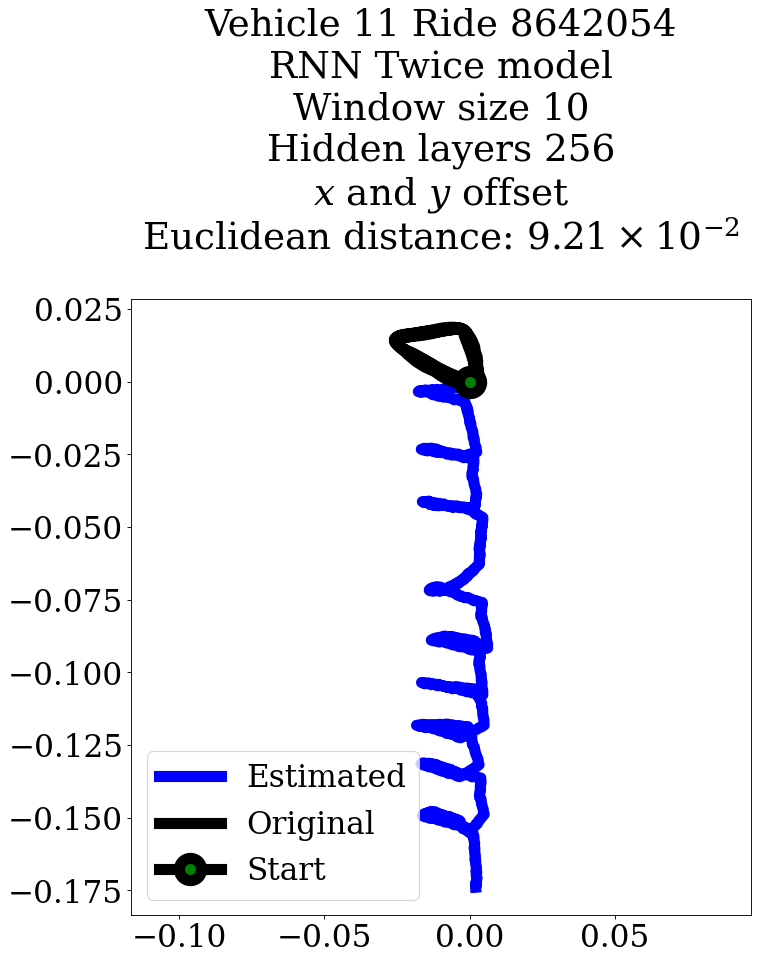 Vehicle 11 Ride 8642054
RNN Twice model
Window size 10
Hidden layers 256
x and y offset
Euclidean distance: 9.21 × 10⁻²
0.025
0.000
−0.025
−0.050
−0.075
−0.100
−0.125
−0.150
−0.175
Estimated
Original
Start
−0.10
−0.05
0.00
0.05